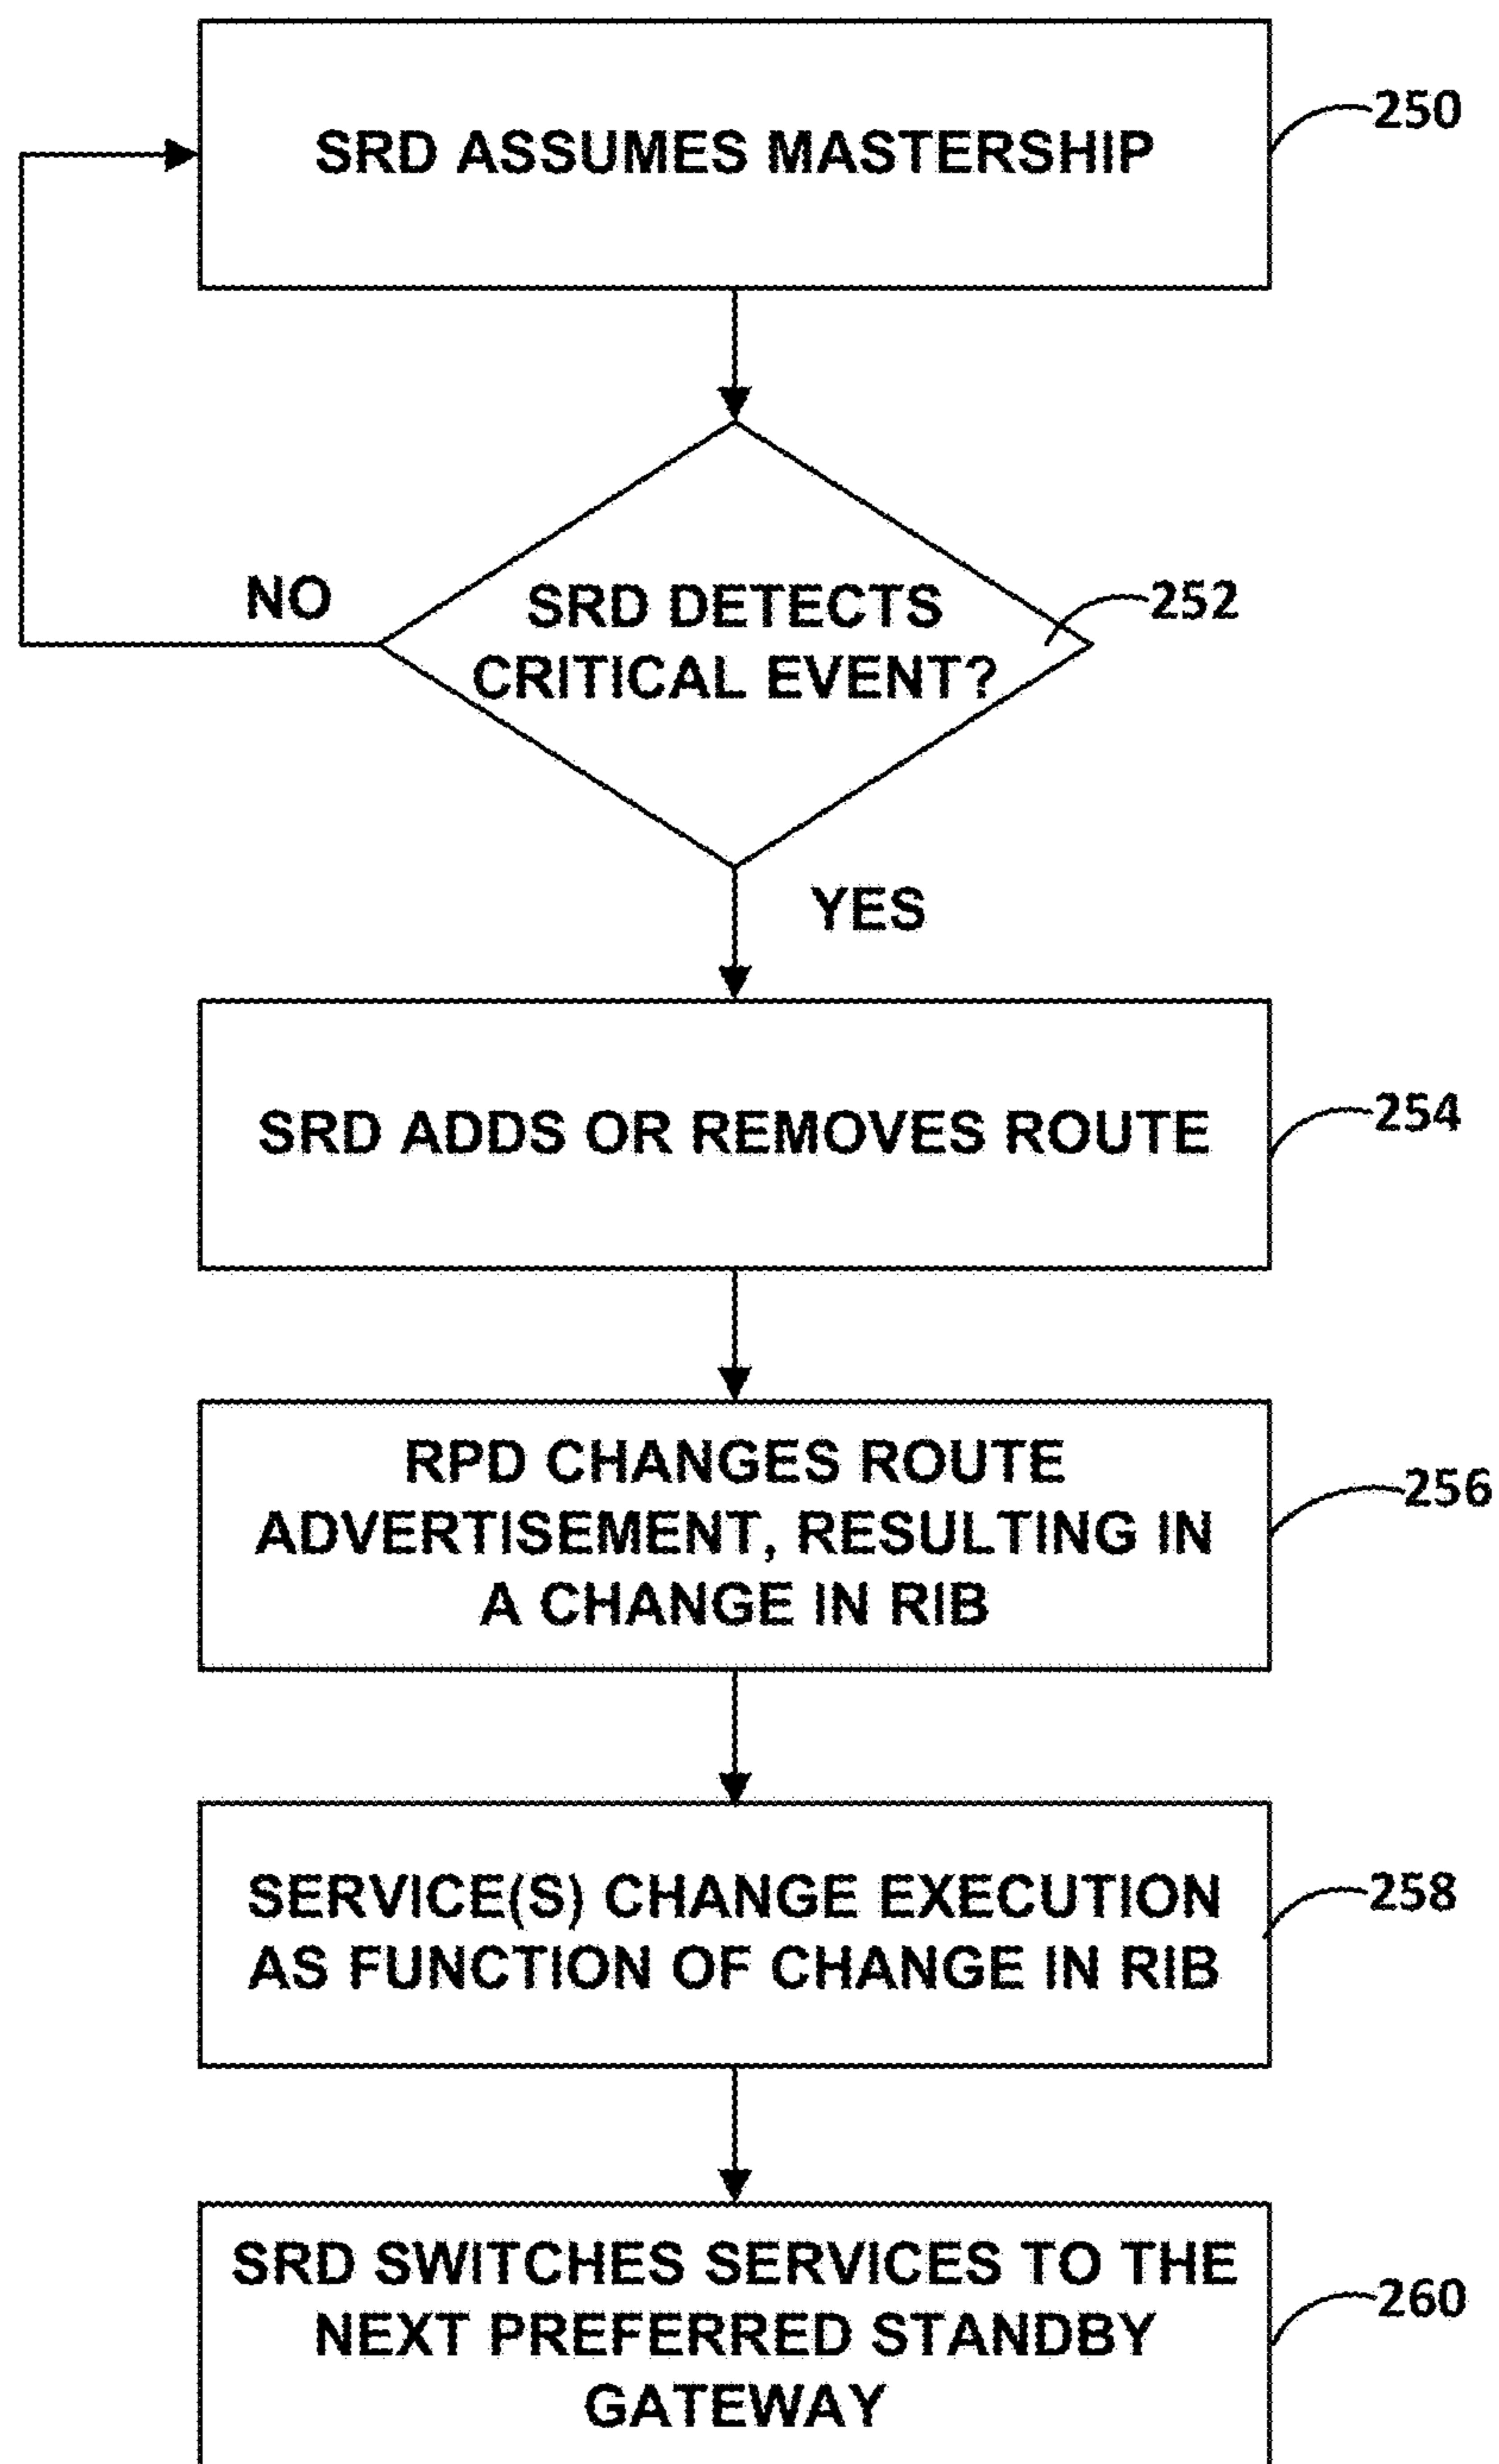 SRD ASSUMES MASTERSHIP
250
SRD DETECTS
CRITICAL EVENT?
252
NO
YES
SRD ADDS OR REMOVES ROUTE
254
RPD CHANGES ROUTE
ADVERTISEMENT, RESULTING IN
A CHANGE IN RIB
256
SERVICE(S) CHANGE EXECUTION
AS FUNCTION OF CHANGE IN RIB
258
SRD SWITCHES SERVICES TO THE
NEXT PREFERRED STANDBY
GATEWAY
260